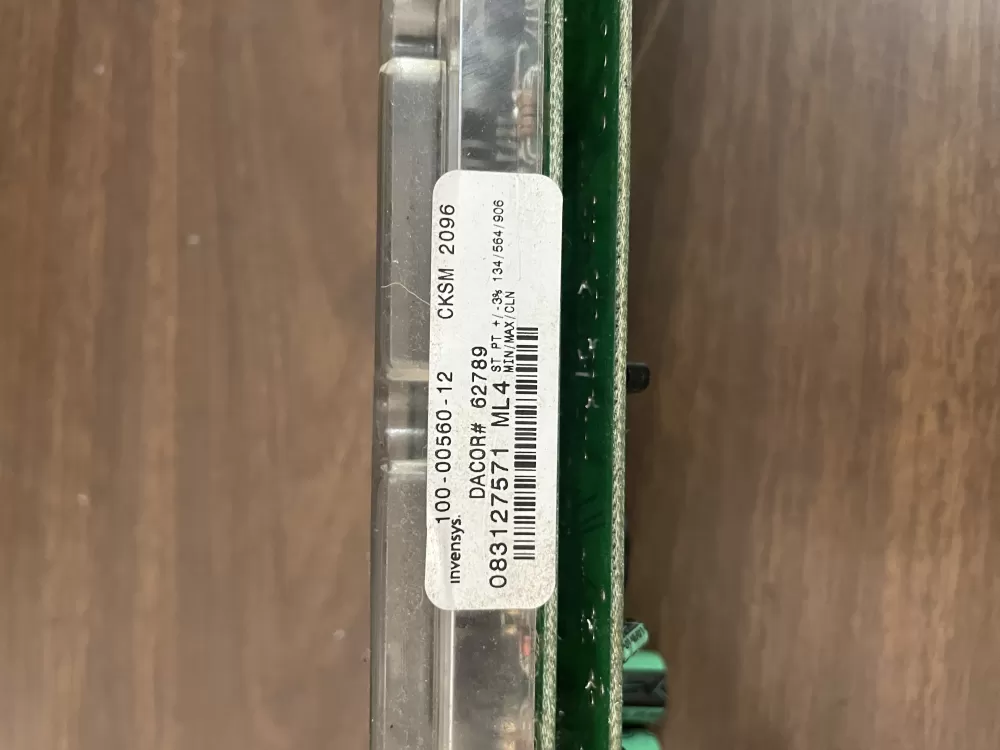 100-00560-12 CKSM 2096
invensys.
DACOR# 62789
083127571 ML4
ST PT +/-3% 134/564/906
MIN/MAX/CLN